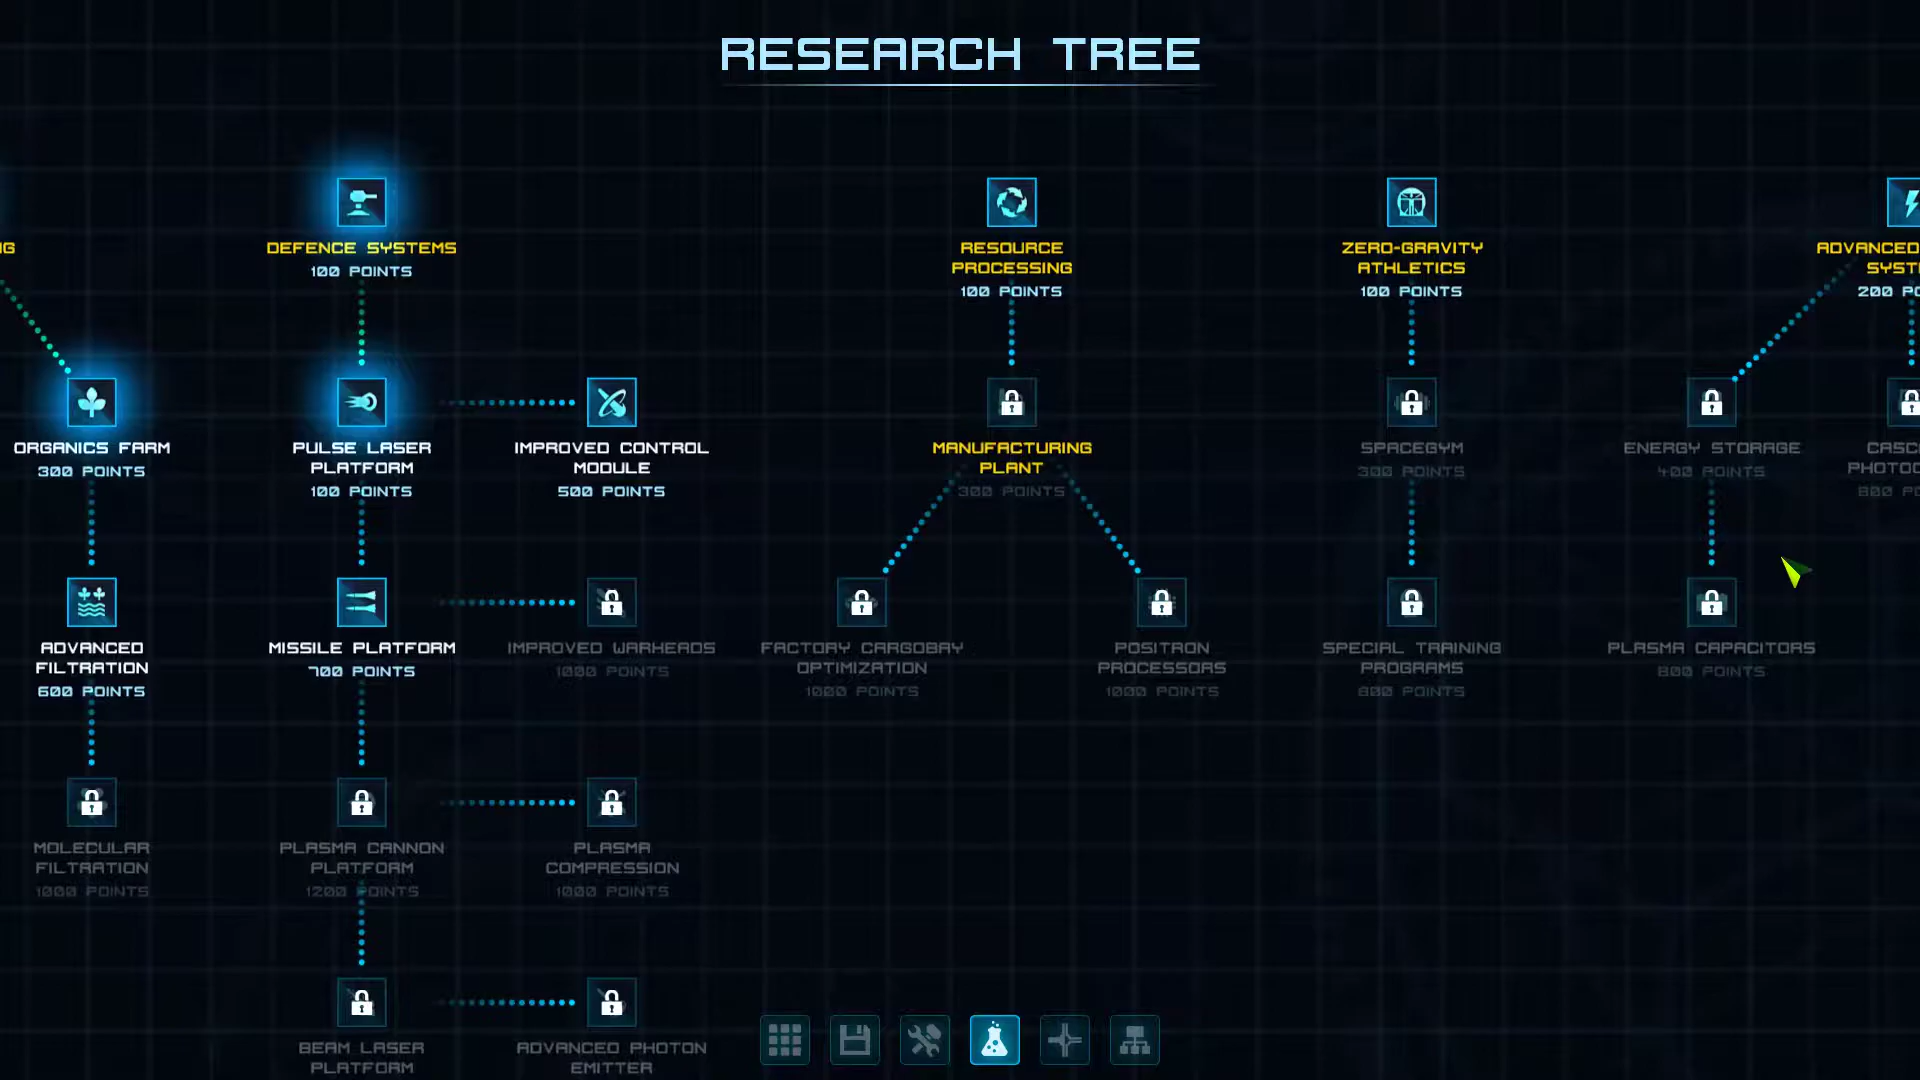 RESEARCH TREE
NG
DEFENCE SYSTEMS
100 POINTS
RESOURCE
PROCESSING
100 POINTS
ZERO-GRAVITY
ATHLETICS
100 POINTS
ADVANCED
200
ORGANICS FARM
300 POINTS
PULSE LASER
PLATFORM
100 POINTS
IMPROVED CONTROL
MODULE
500 POINTS
MANUFACTURING
PLANT
300 POINTS
SPACEGYM
300 POINTS
ENERGY STORAGE
400 POINTS
800
ADVANCED
FILTRATION
600 POINTS
MISSILE PLATFORM
700 POINTS
IMPROVED WARHEADS
1000 POINTS
FACTORY CARGOBAY
OPTIMIZATION
1000 POINTS
POSITRON
PROCESSORS
1000 POINTS
SPECIAL TRAINING
PROGRAMS
800 POINTS
PLASMA CAPACITORS
800 POINTS
MOLECULAR
FILTRATION
1000 POINTS
PLASMA CANNON
PLATFORM
1200 POINTS
PLASMA
COMPRESSION
1000 POINTS
BEAM LASER
PLATFORM
ADVANCED PHOTON
EMITTER